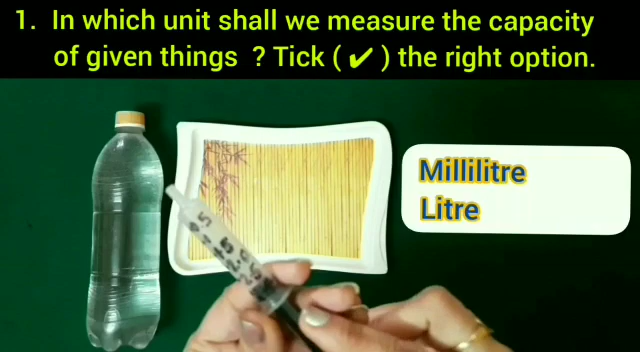 1. In which unit shall we measure the capacity
of given things ? Tick ( ✔ ) the right option.
Millilitre
Litre